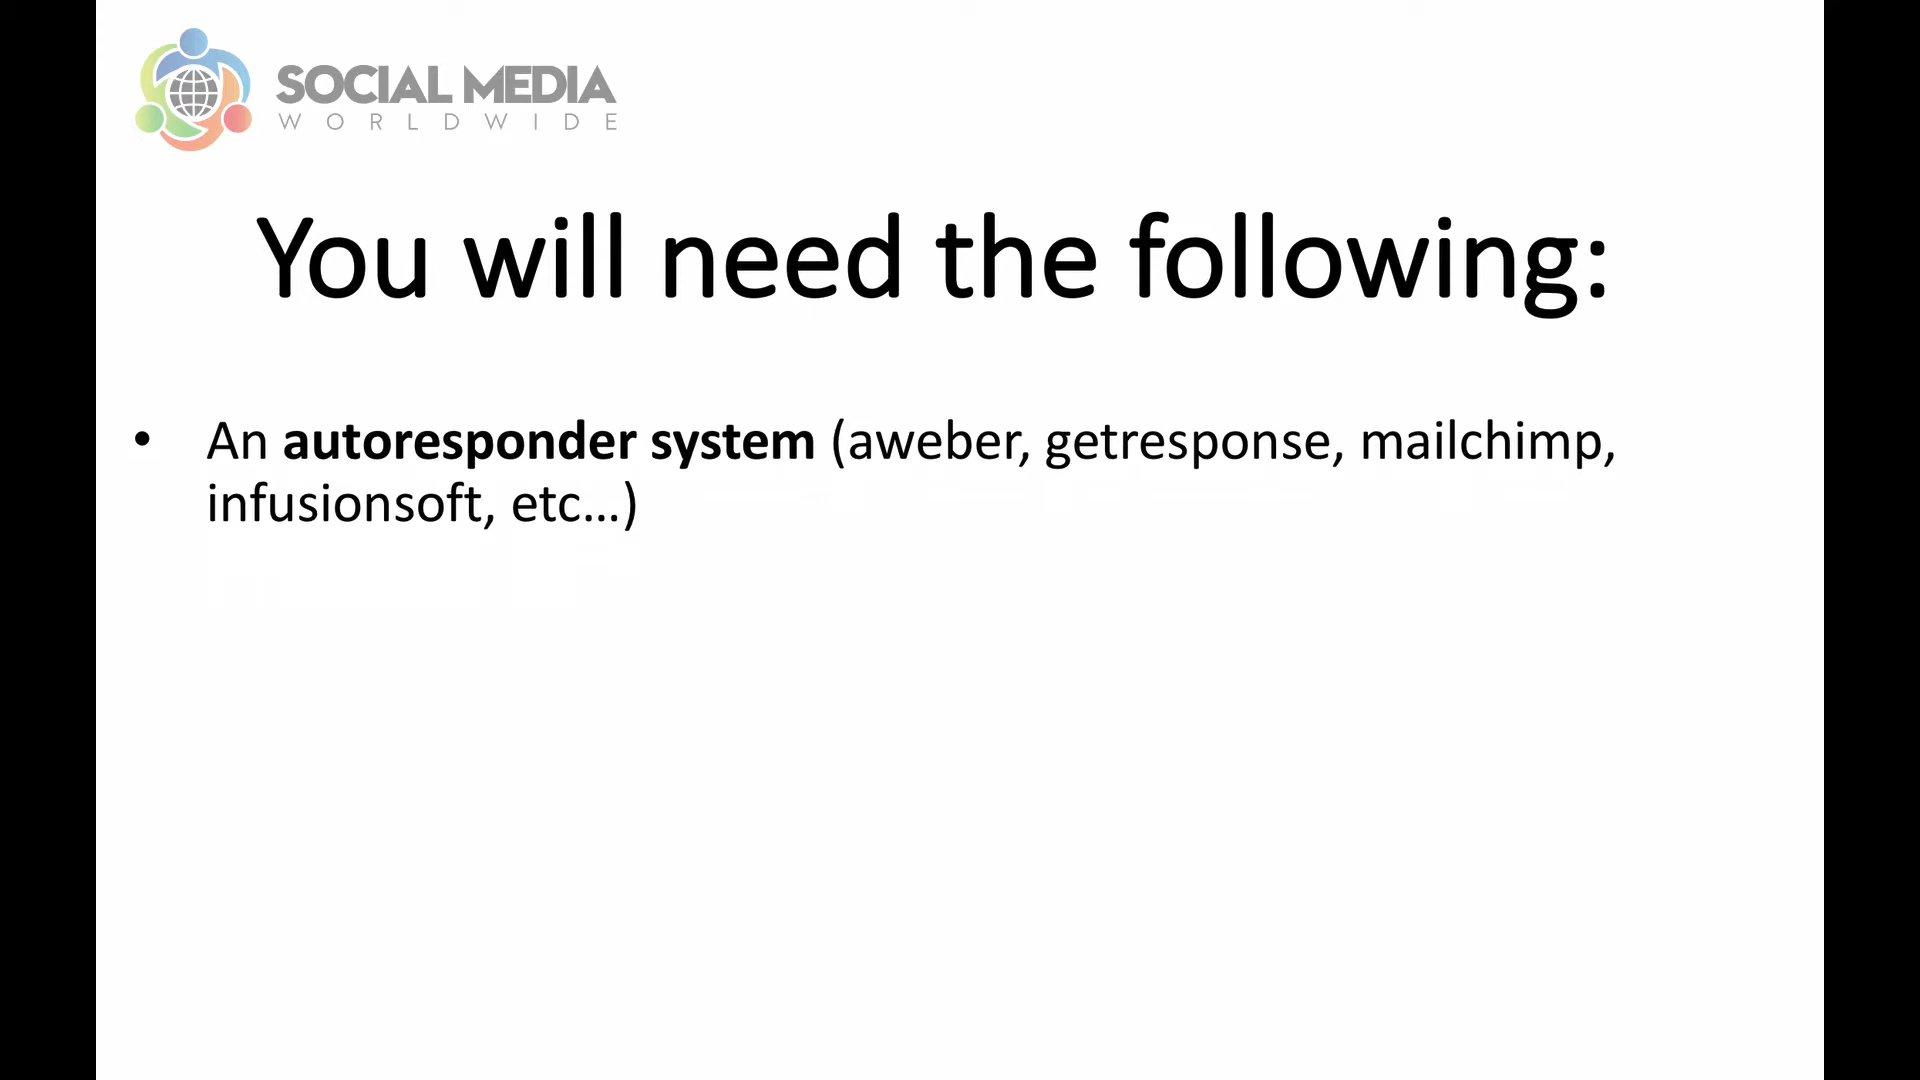 SOCIAL MEDIA
WORLDWIDE
You will need the following:
• An autoresponder system (aweber, getresponse, mailchimp,
infusionsoft, etc…)